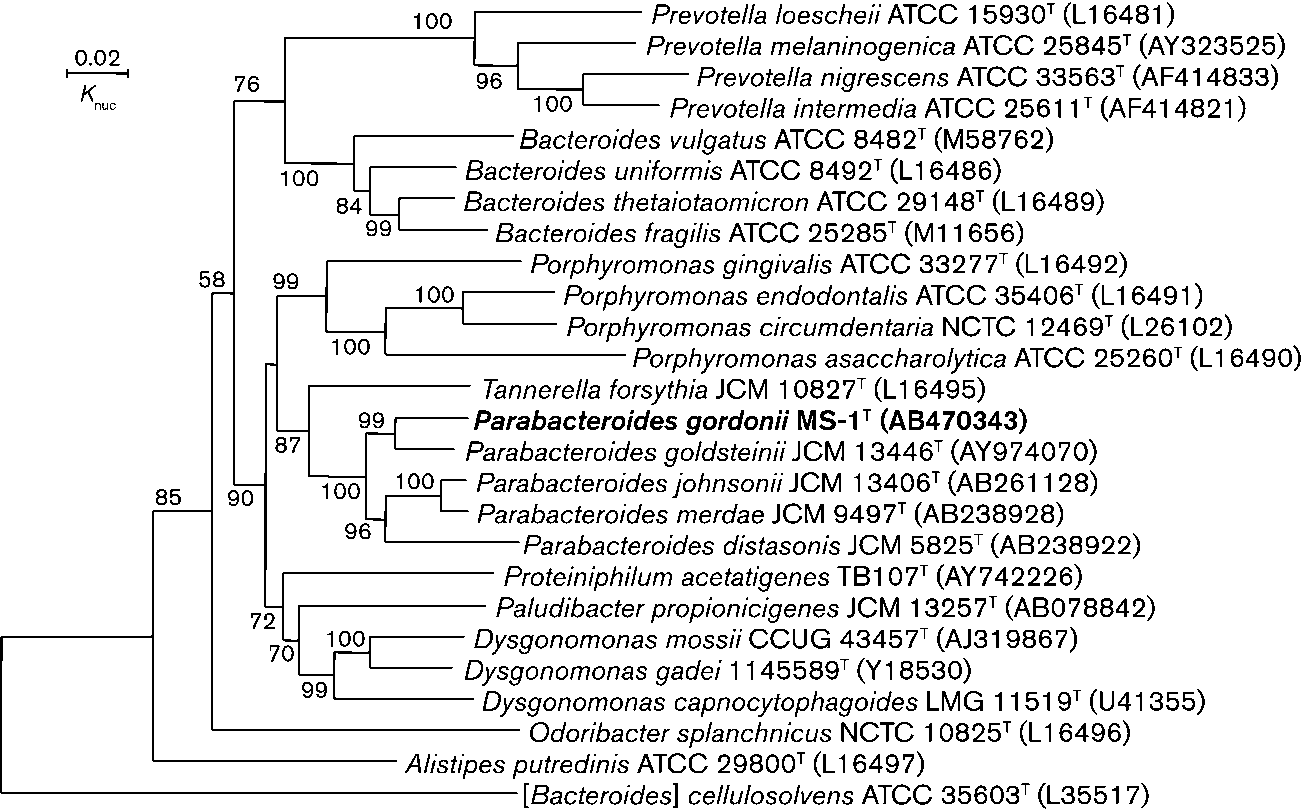 100
Prevotella loescheii ATCC 15930ᵀ (L16481)
0.02
Knuc
Prevotella melaninogenica ATCC 25845ᵀ (AY323525)
76
96
Prevotella nigrescens ATCC 33563ᵀ (AF414833)
100
Prevotella intermedia ATCC 25611ᵀ (AF414821)
Bacteroides vulgatus ATCC 8482ᵀ (M58762)
100
Bacteroides uniformis ATCC 8492ᵀ (L16486)
84
Bacteroides thetaiotaomicron ATCC 29148ᵀ (L16489)
99
Bacteroides fragilis ATCC 25285ᵀ (M11656)
Porphyromonas gingivalis ATCC 33277ᵀ (L16492)
58
99
100
Porphyromonas endodontalis ATCC 35406ᵀ (L16491)
Porphyromonas circumdentaria NCTC 12469ᵀ (L26102)
100
Porphyromonas asaccharolytica ATCC 25260ᵀ (L16490)
Tannerella forsythia JCM 10827ᵀ (L16495)
99
Parabacteroides gordonii MS-1ᵀ (AB470343)
87
Parabacteroides goldsteinii JCM 13446ᵀ (AY974070)
100
100
Parabacteroides johnsonii JCM 13406ᵀ (AB261128)
85
90
Parabacteroides merdae JCM 9497ᵀ (AB238928)
96
Parabacteroides distasonis JCM 5825ᵀ (AB238922)
Proteiniphilum acetatigenes TB107ᵀ (AY742226)
72
Paludibacter propionicigenes JCM 13257ᵀ (AB078842)
100
Dysgonomonas mossii CCUG 43457ᵀ (AJ319867)
70
Dysgonomonas gadei 1145589ᵀ (Y18530)
99
Dysgonomonas capnocytophagoides LMG 11519ᵀ (U41355)
Odoribacter splanchnicus NCTC 10825ᵀ (L16496)
Alistipes putredinis ATCC 29800ᵀ (L16497)
[Bacteroides] cellulosolvens ATCC 35603ᵀ (L35517)